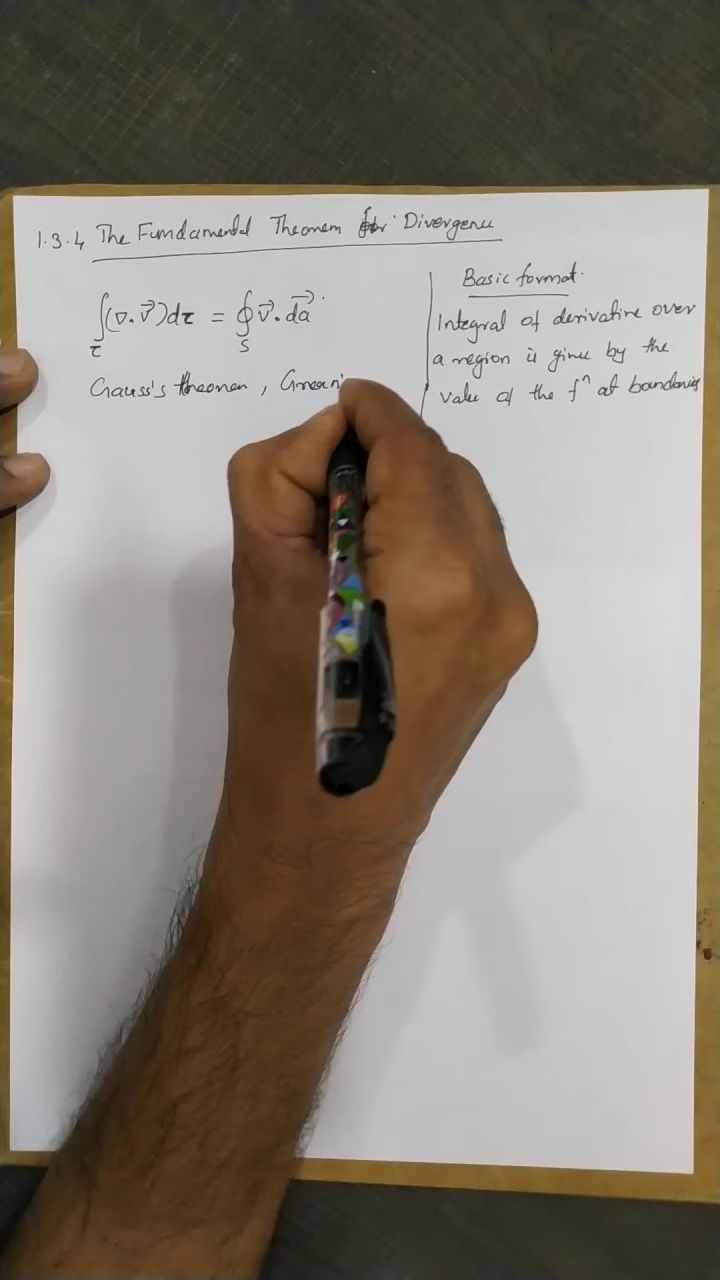 1.3.4 The Fundamental Theorem for Divergence
∫(∇.v⃗)dτ = ∮v⃗.da⃗
τ S
Gauss's theorem, Green'
Basic format.
Integral of derivative over
a region is given by the
value of the fⁿ at boundaries